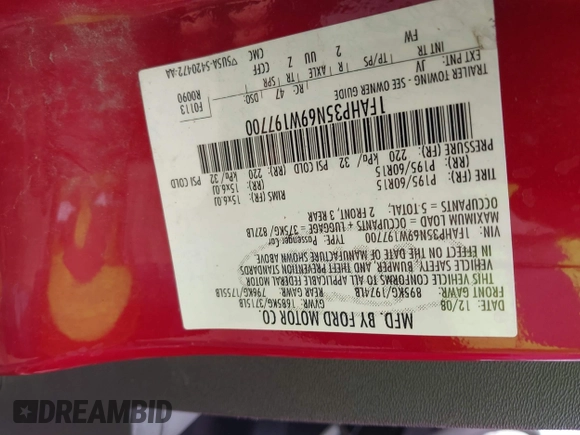 MFD. BY FORD MOTOR CO.
DATE: 12/08 GVWR: 1685KG/3715LB
FRONT GAWR: 895KG/1974LB REAR GAWR: 796KG/1755LB
THIS VEHICLE CONFORMS TO ALL APPLICABLE FEDERAL MOTOR
VEHICLE SAFETY, BUMPER, AND THEFT PREVENTION STANDARDS
IN EFFECT ON THE DATE OF MANUFACTURE SHOWN ABOVE
VIN: 1FAHP35N69W197700 TYPE: Passenger Car
MAXIMUM LOAD = OCCUPANTS + LUGGAGE = 375KG/827LB
OCCUPANTS - 5-TOTAL: 2 FRONT, 3 REAR
TIRE (FR): P195/60R15 RIMS (FR): 15x6.0J
(RR): P195/60R15 (RR): 15x6.0J
PRESSURE (FR): 220 kPa/ 32 PSI COLD (RR): 220 kPa/ 32 PSI COLD
1FAHP35N69W197700
TRAILER TOWING - SEE OWNER GUIDE
F0113
R0090
EXT PNT: JV RC: 47 DSO:
INT TR TP/PS R AXLE TR SPR
FW 2 UU Z CCFF
CMC
5U5A-5420472-AA
DREAMBID